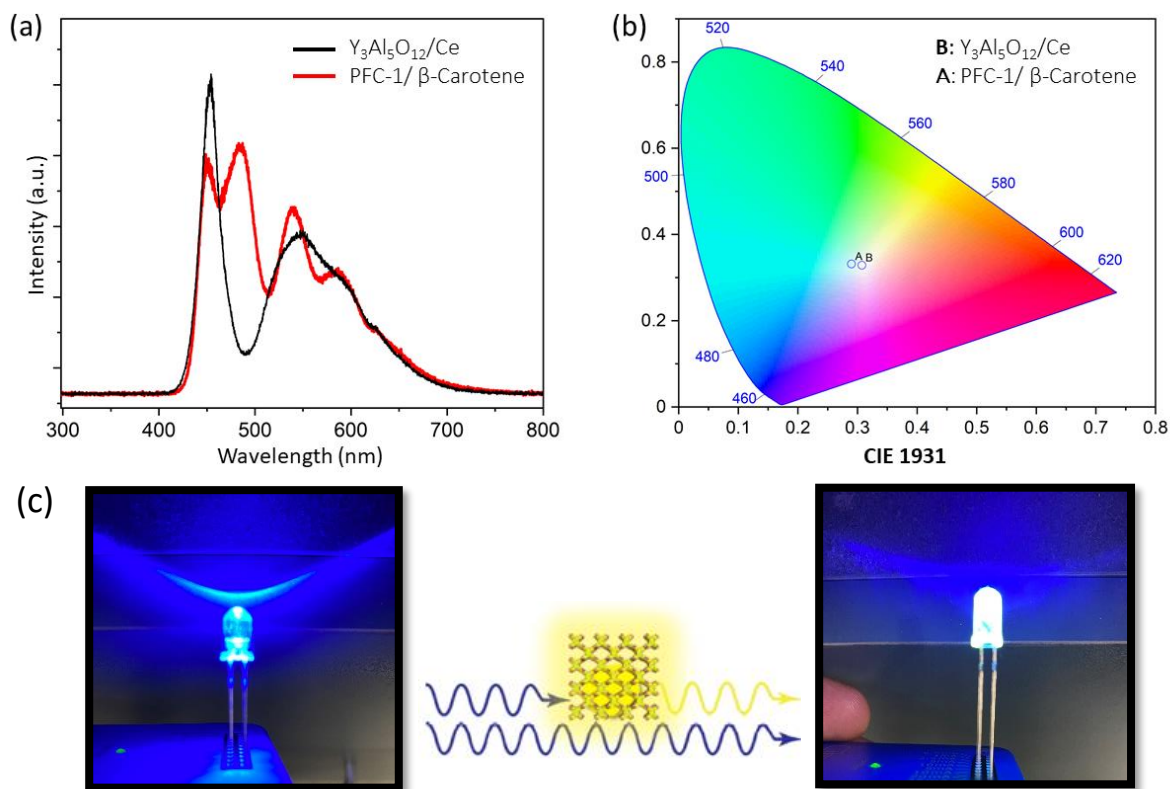 (a)
Y₃Al₅O₁₂/Ce
PFC-1/ β-Carotene
Intensity (a.u.)
300 400 500 600 700 800
Wavelength (nm)
(b)
B: Y₃Al₅O₁₂/Ce
A: PFC-1/ β-Carotene
0.8
0.6
0.4
0.2
0
520
540
560
580
600
620
500
480
460
A B
0 0.1 0.2 0.3 0.4 0.5 0.6 0.7 0.8
CIE 1931
(c)